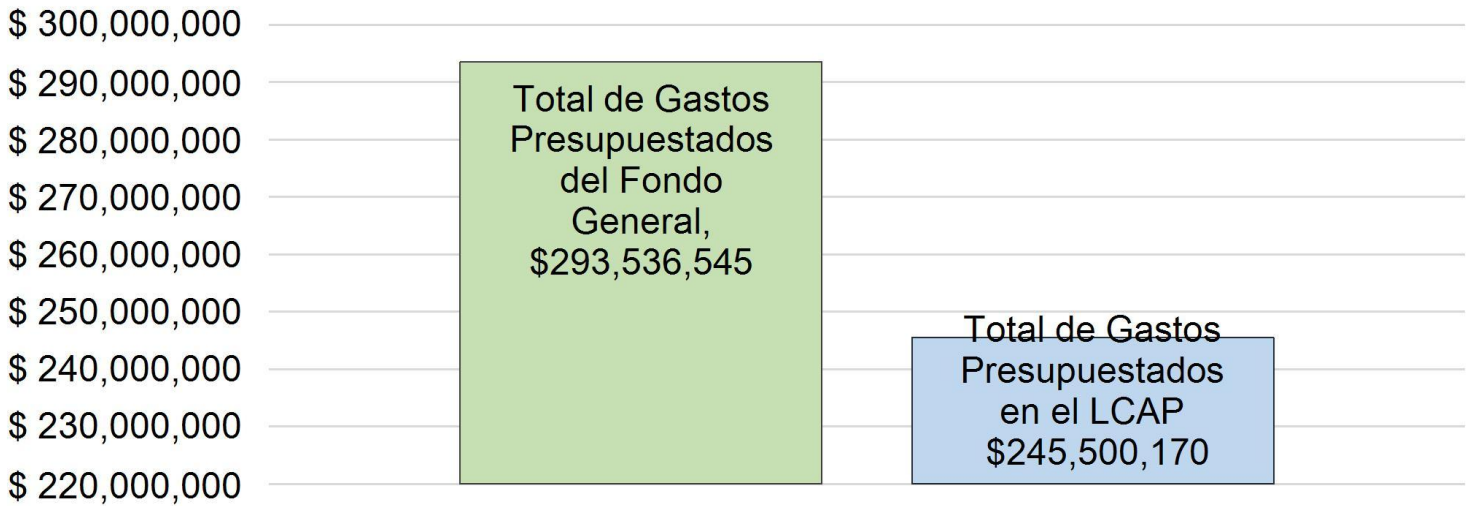 $ 300,000,000
$ 290,000,000
$ 280,000,000
$ 270,000,000
$ 260,000,000
$ 250,000,000
$ 240,000,000
$ 230,000,000
$ 220,000,000
Total de Gastos
Presupuestados
del Fondo
General,
$293,536,545
Total de Gastos
Presupuestados
en el LCAP
$245,500,170